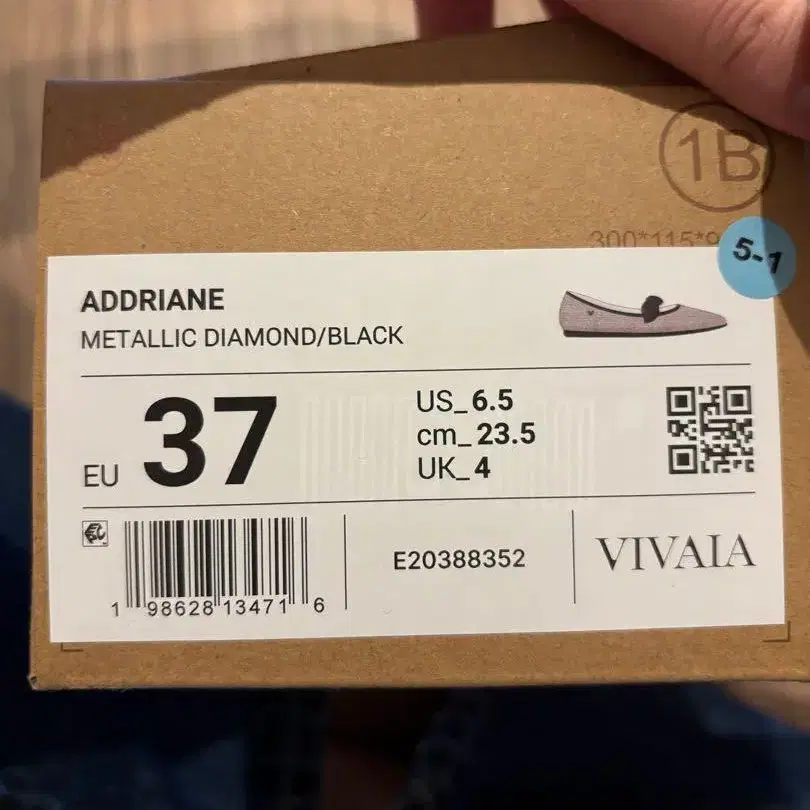 1B
300*115*9
5-1
ADDRIANE
METALLIC DIAMOND/BLACK
EU 37
US_6.5
cm_23.5
UK_4
1 98628 13471 6
E20388352
VIVAIA